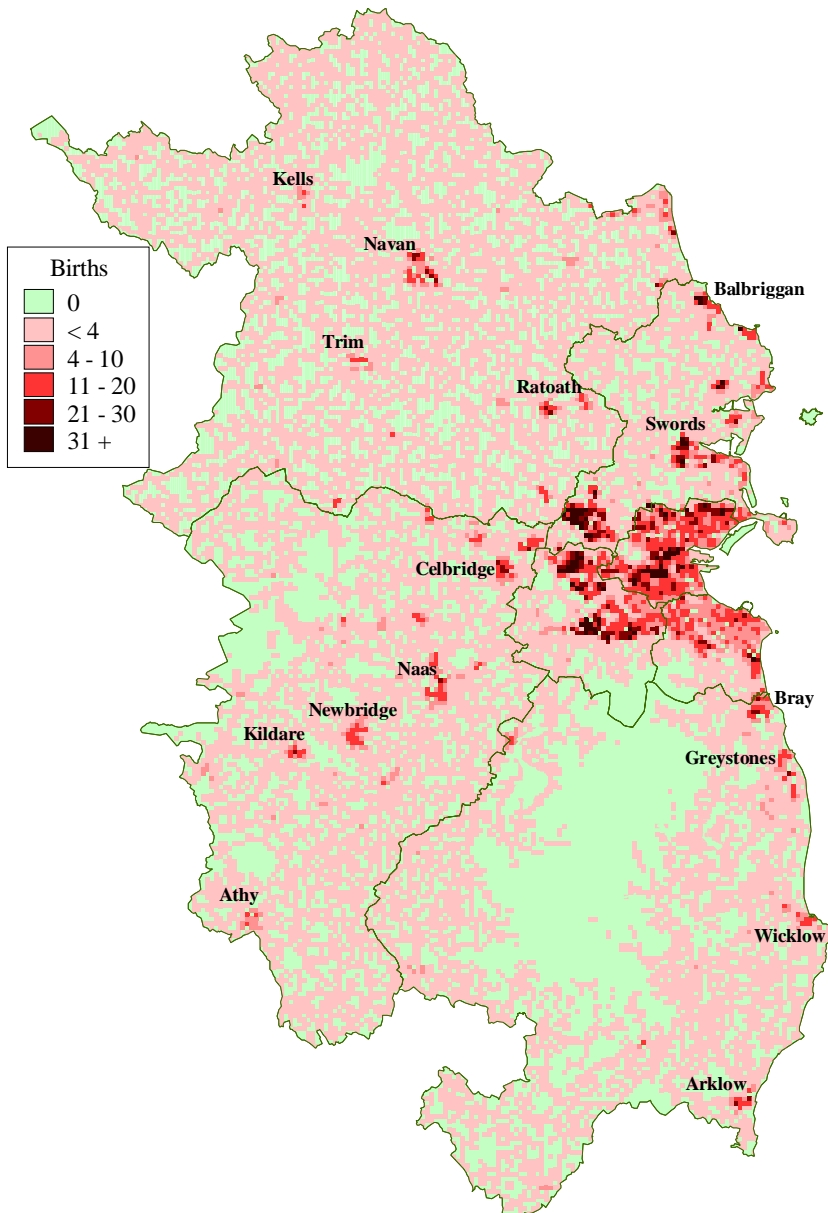 Kells
Navan
Births
0
< 4
4 - 10
11 - 20
21 - 30
31 +
Balbriggan
Trim
Ratoath
Swords
Celbridge
Naas
Newbridge
Kildare
Bray
Greystones
Athy
Wicklow
Arklow